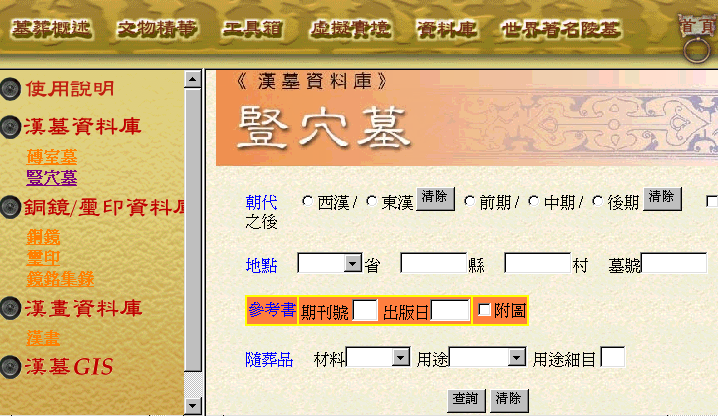 墓葬概述 文物精華 工具箱 虛擬實境 資料庫 世界著名陵墓 首頁
使用說明
漢墓資料庫
磚室墓
豎穴墓
銅鏡/璽印資料庫
銅鏡
璽印
鏡銘集錄
漢畫資料庫
漢畫
漢墓GIS
《漢墓資料庫》
豎穴墓
朝代 西漢 / 東漢 清除 前期 / 中期 / 後期 清除
之後
地點 省 縣 村 墓號
參考書 期刊號 出版日 附圖
隨葬品 材料 用途 用途細目
查詢 清除